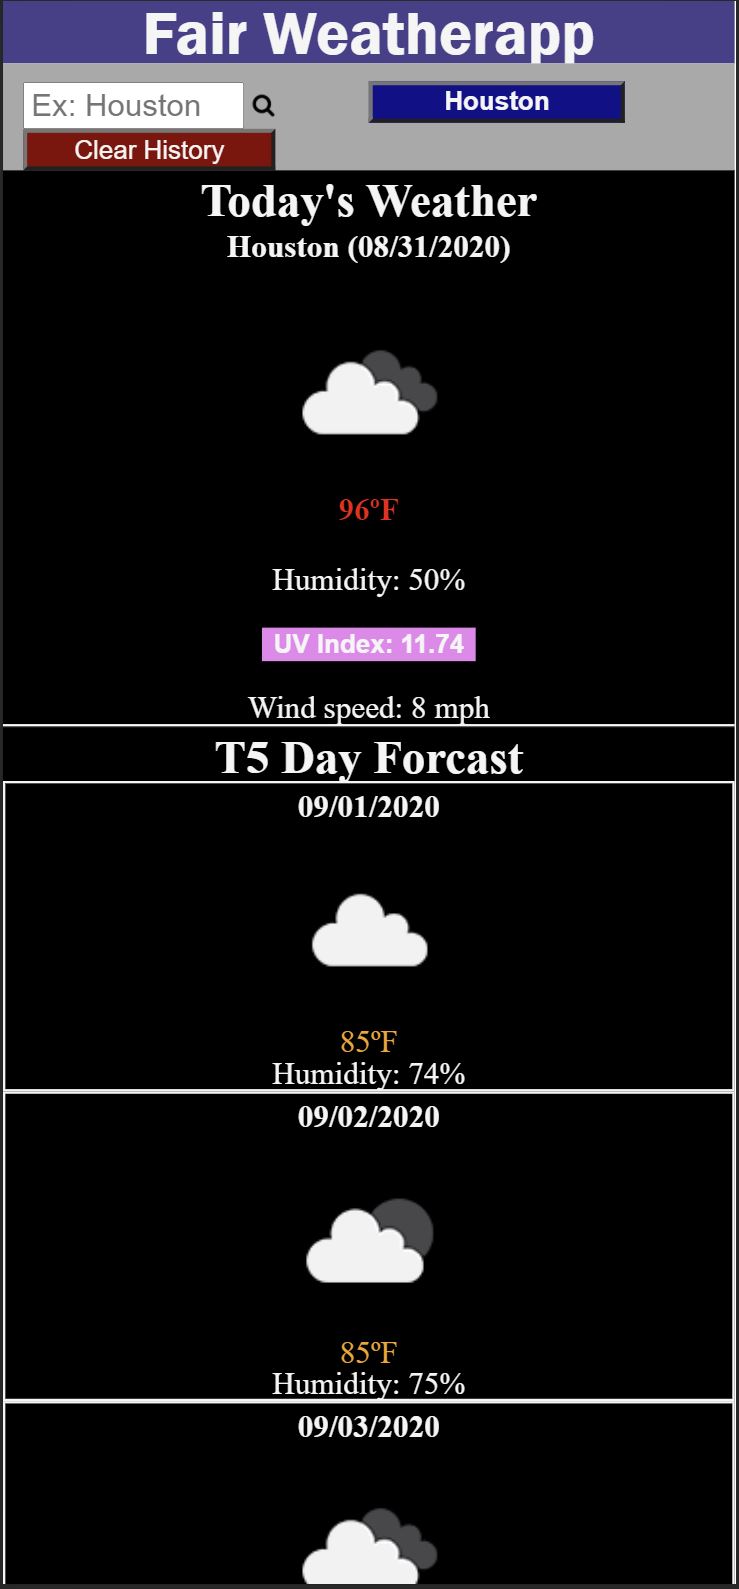 Fair Weatherapp
Ex: Houston
Houston
Clear History
Today's Weather
Houston (08/31/2020)
96ºF
Humidity: 50%
UV Index: 11.74
Wind speed: 8 mph
T5 Day Forcast
09/01/2020
85ºF
Humidity: 74%
09/02/2020
85ºF
Humidity: 75%
09/03/2020